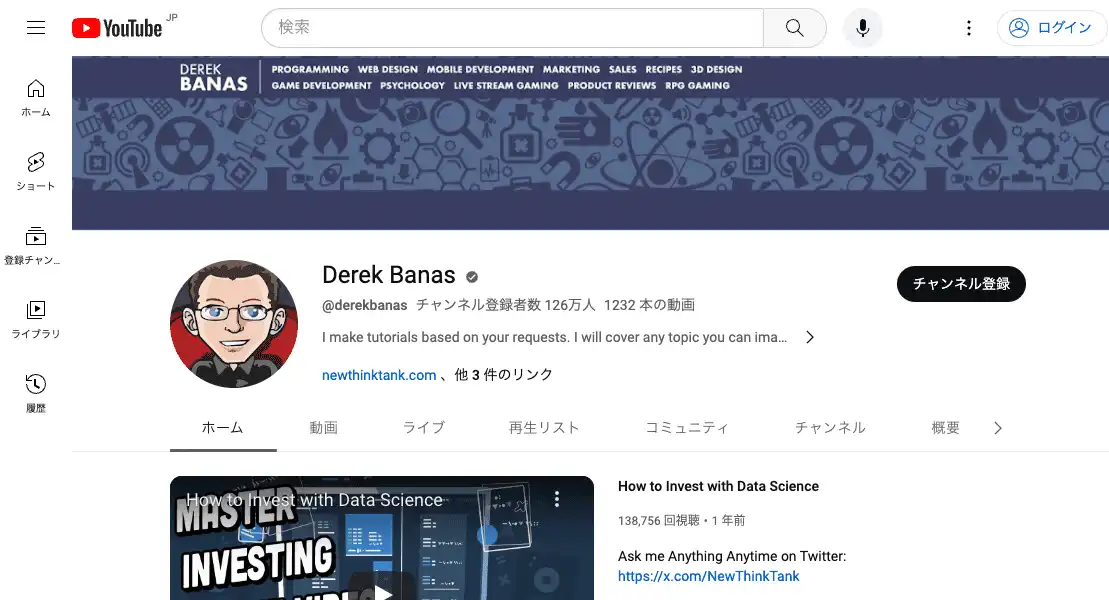 YouTube JP
検索
ログイン
ホーム
ショート
登録チャン...
ライブラリ
履歴
DEREK BANAS
PROGRAMMING WEB DESIGN MOBILE DEVELOPMENT MARKETING SALES RECIPES 3D DESIGN
GAME DEVELOPMENT PSYCHOLOGY LIVE STREAM GAMING PRODUCT REVIEWS RPG GAMING
Derek Banas
@derekbanas チャンネル登録者数 126万人 1232 本の動画
I make tutorials based on your requests. I will cover any topic you can ima...
newthinktank.com 、他 3 件のリンク
チャンネル登録
ホーム 動画 ライブ 再生リスト コミュニティ チャンネル 概要
How to Invest with Data Science
MASTER
INVESTING
How to Invest with Data Science
138,756 回視聴・1 年前
Ask me Anything Anytime on Twitter:
https://x.com/NewThinkTank